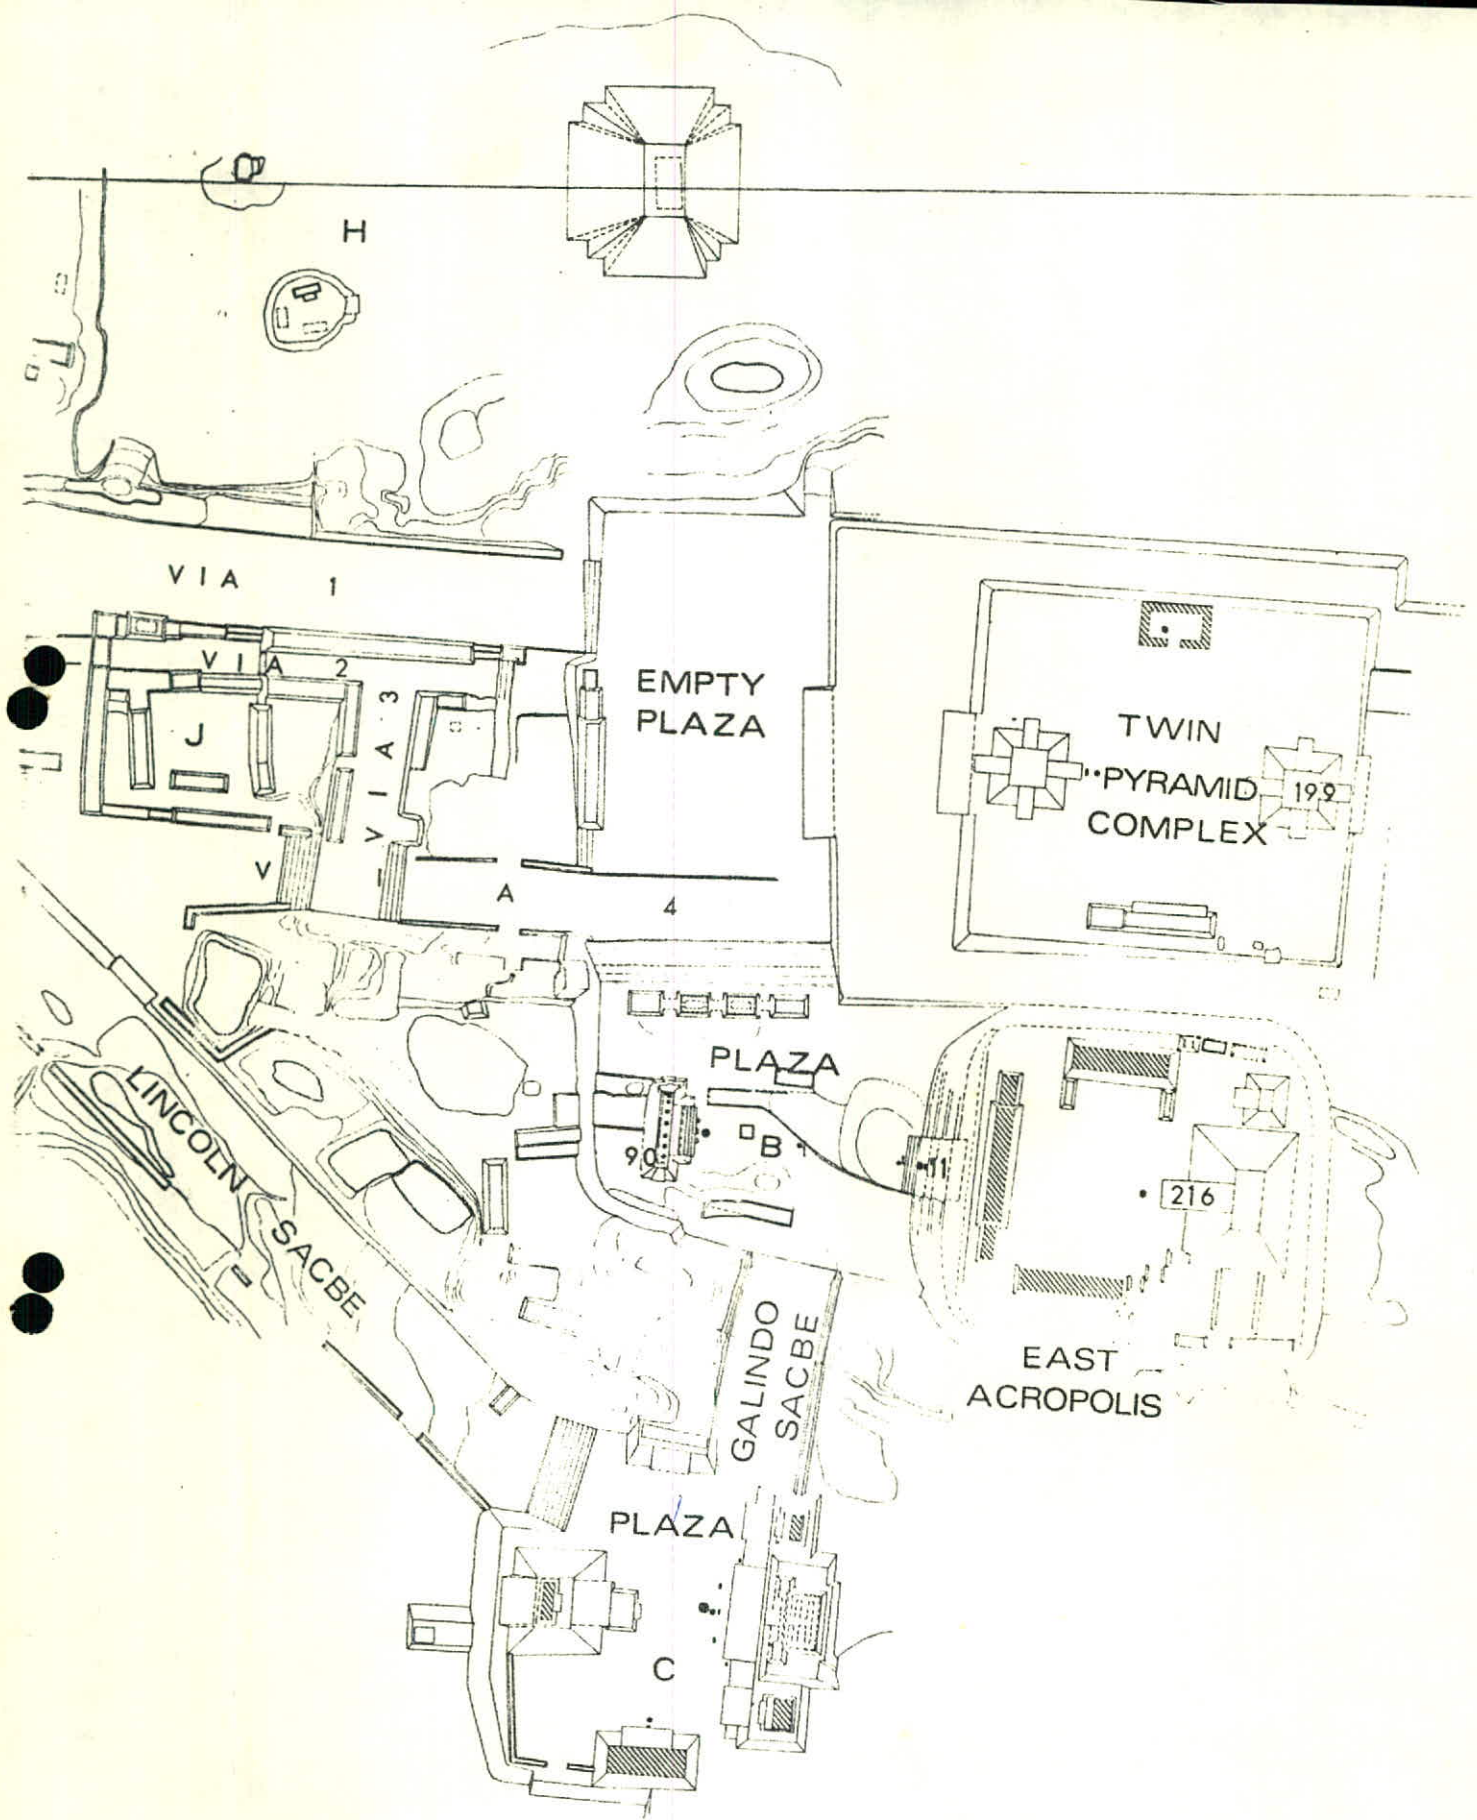 H
VIA 1
VIA 2
VIA 3
J
EMPTY
PLAZA
TWIN
PYRAMID
COMPLEX
199
V I A 4
LINCOLN SACBE
PLAZA
B
90
11
216
EAST
ACROPOLIS
GALINDO
SACBE
PLAZA
C